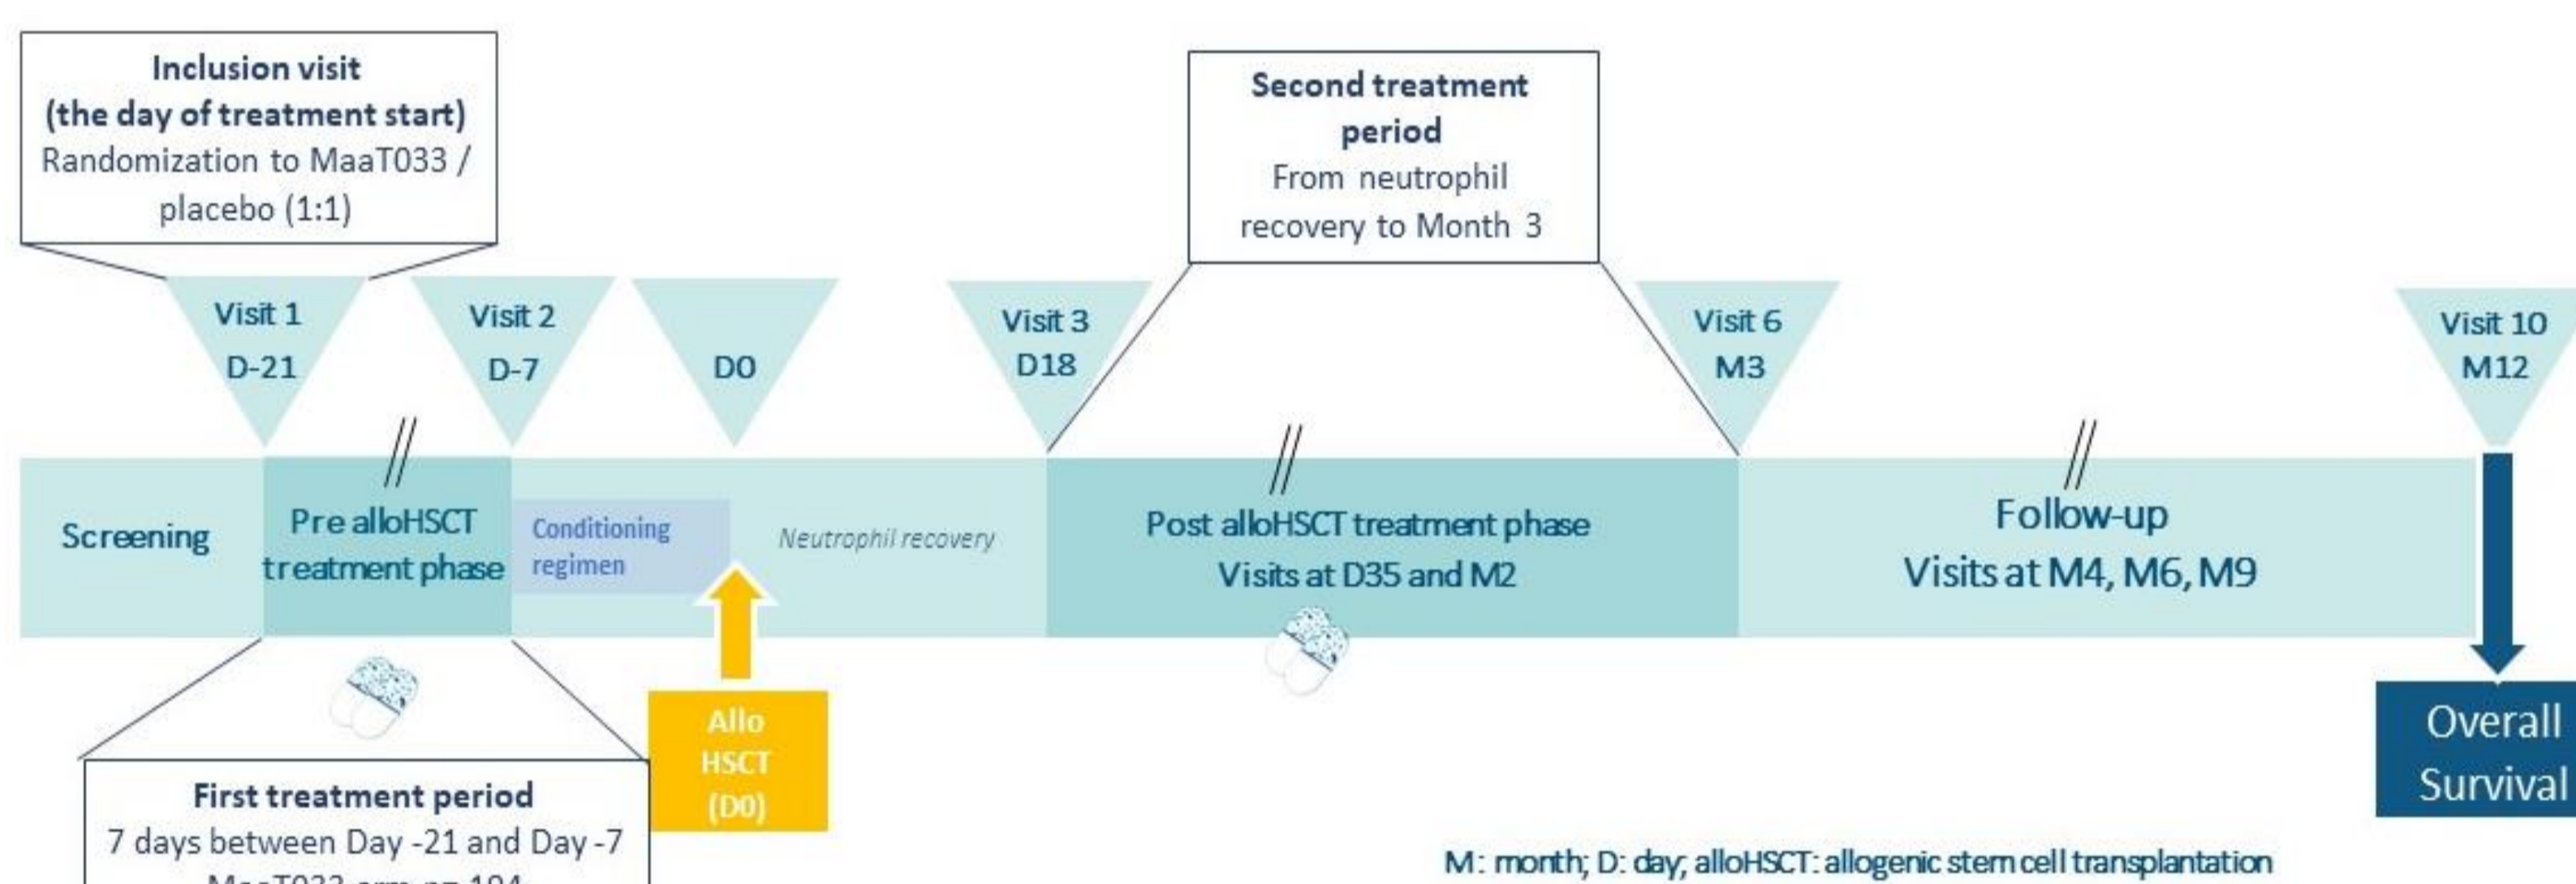 Inclusion visit
(the day of treatment start)
Randomization to MaaT033 /
placebo (1:1)
Second treatment
period
From neutrophil
recovery to Month 3
Visit 1
D-21
Visit 2
D-7
D0
Visit 3
D18
Visit 6
M3
Visit 10
M12
Screening
Pre alloHSCT
treatment phase
Conditioning
regimen
Neutrophil recovery
Post alloHSCT treatment phase
Visits at D35 and M2
Follow-up
Visits at M4, M6, M9
Allo
HSCT
(D0)
Overall
Survival
First treatment period
7 days between Day -21 and Day -7
M: month; D: day; alloHSCT: allogenic stem cell transplantation